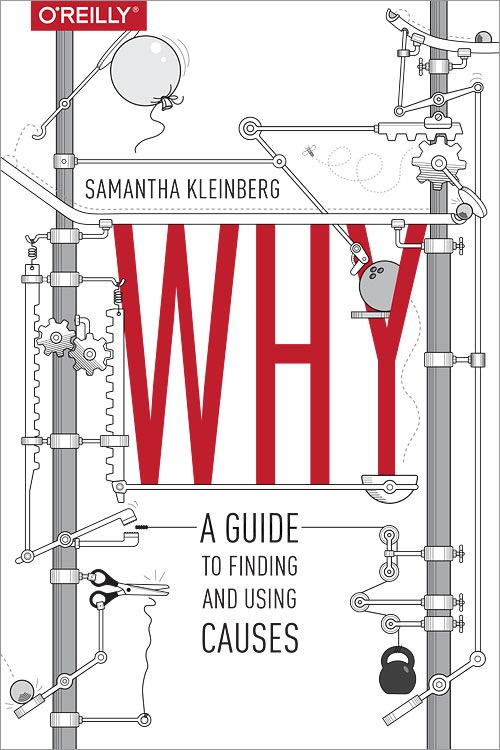 O'REILLY®
SAMANTHA KLEINBERG
WHY
A GUIDE
TO FINDING
AND USING
CAUSES